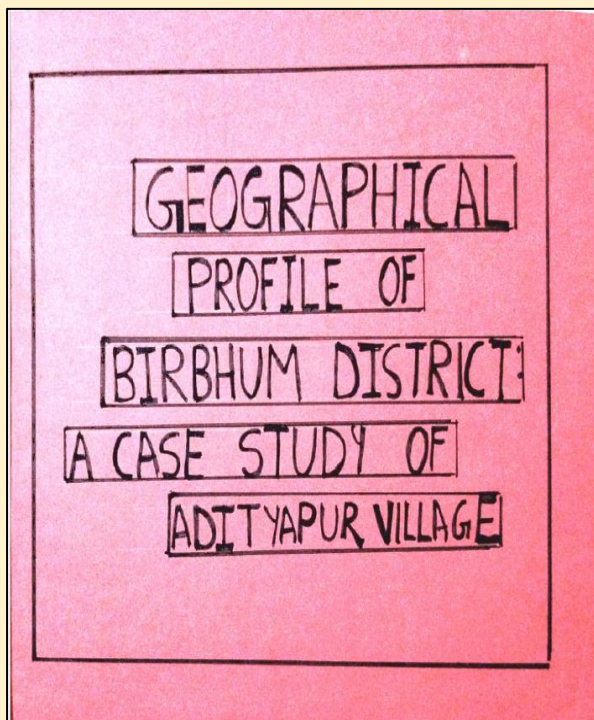 GEOGRAPHICAL
PROFILE OF
BIRBHUM DISTRICT:
A CASE STUDY OF
ADITYAPUR VILLAGE